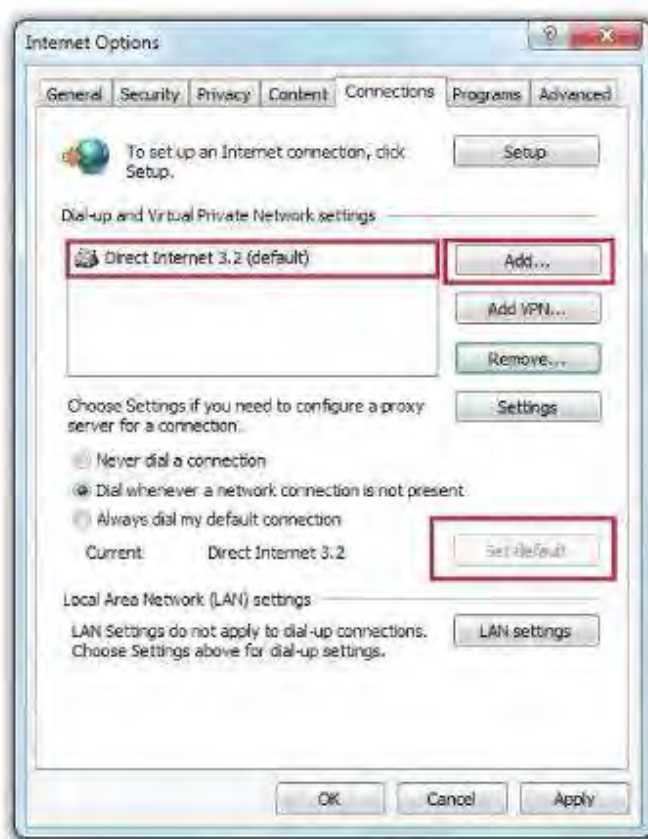 Internet Options
General Security Privacy Content Connections Programs Advanced
To set up an Internet connection, click
Setup.
Setup
Dial-up and Virtual Private Network settings
Direct Internet 3.2 (default)
Add...
Add VPN...
Remove...
Choose Settings if you need to configure a proxy
server for a connection.
Settings
Never dial a connection
Dial whenever a network connection is not present
Always dial my default connection
Current Direct Internet 3.2
Set default
Local Area Network (LAN) settings
LAN Settings do not apply to dial-up connections.
Choose Settings above for dial-up settings.
LAN settings
OK Cancel Apply